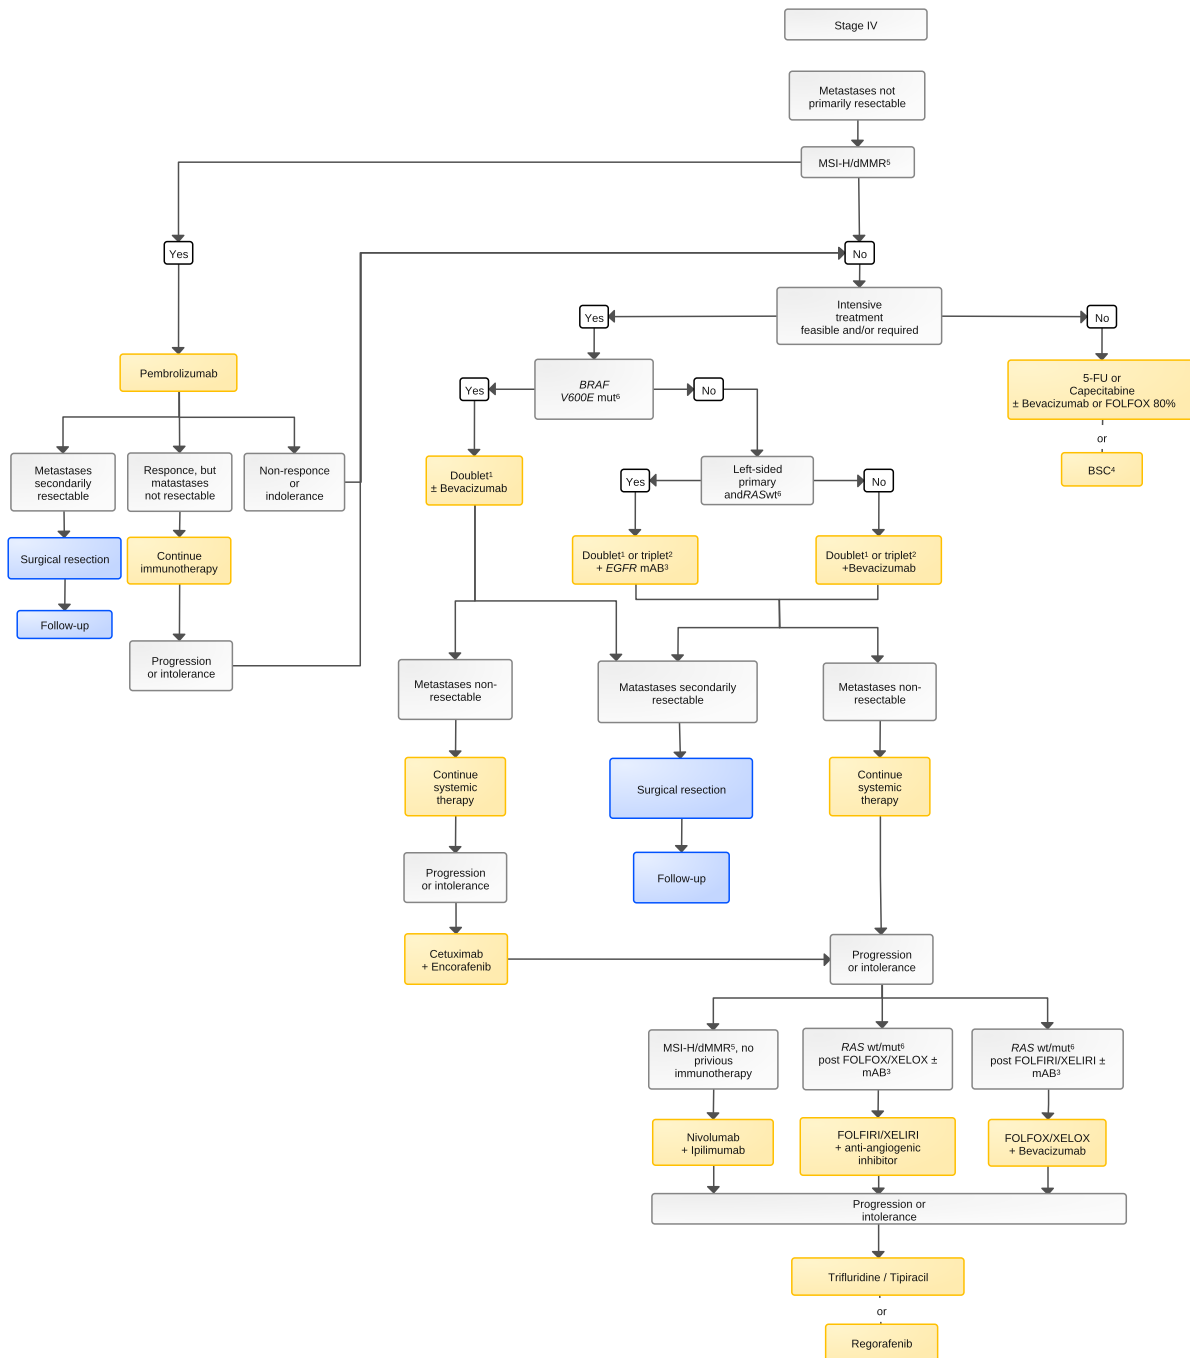 Stage IV
Metastases not
primarily resectable
MSI-H/dMMR⁵
Yes
No
Intensive
treatment
feasible and/or required
Yes
No
Pembrolizumab
5-FU or
Capecitabine
± Bevacizumab or FOLFOX 80%
or
BSC⁴
Yes
BRAF
V600E mut⁶
No
Metastases
secondarily
resectable
Responce, but
matastases
not resectable
Non-responce
or
indolerance
Doublet¹
± Bevacizumab
Yes
Left-sided
primary
andRASwt⁶
No
Surgical resection
Continue
immunotherapy
Doublet¹ or triplet²
+ EGFR mAB³
Doublet¹ or triplet²
+Bevacizumab
Follow-up
Progression
or intolerance
Metastases non-
resectable
Matastases secondarily
resectable
Metastases non-
resectable
Continue
systemic
therapy
Surgical resection
Continue
systemic
therapy
Progression
or intolerance
Follow-up
Cetuximab
+ Encorafenib
Progression
or intolerance
MSI-H/dMMR⁵, no
privious
immunotherapy
RAS wt/mut⁶
post FOLFOX/XELOX ±
mAB³
RAS wt/mut⁶
post FOLFIRI/XELIRI ±
mAB³
Nivolumab
+ Ipilimumab
FOLFIRI/XELIRI
+ anti-angiogenic
inhibitor
FOLFOX/XELOX
+ Bevacizumab
Progression or
intolerance
Trifluridine / Tipiracil
or
Regorafenib